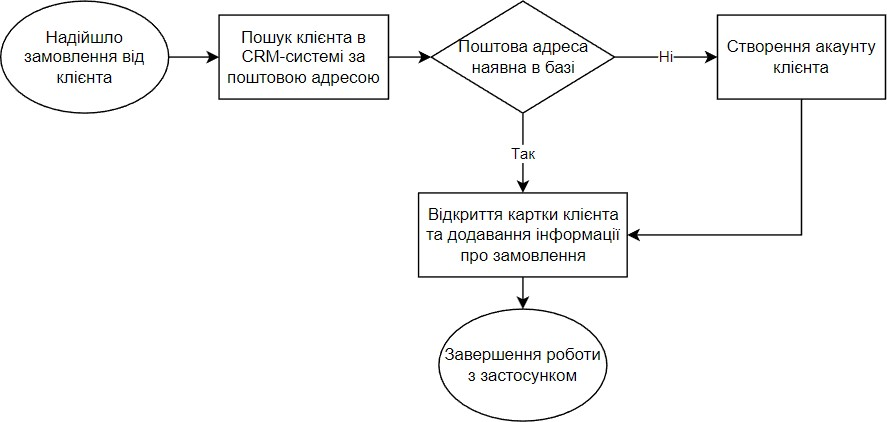 Надійшло
замовлення від
клієнта
Пошук клієнта в
CRM-системі за
поштовою адресою
Поштова адреса
наявна в базі
Ні
Створення акаунту
клієнта
Так
Відкриття картки клієнта
та додавання інформації
про замовлення
Завершення роботи
з застосунком